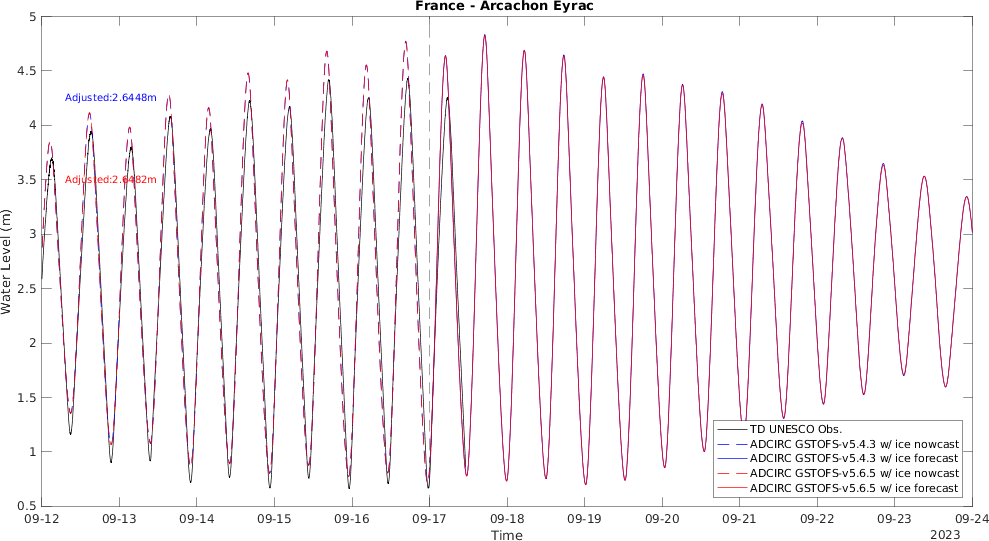 France - Arcachon Eyrac
5
4.5
4
3.5
3
2.5
2
1.5
1
0.5
Water Level (m)
Adjusted:2.6448m
Adjusted:2.6482m
TD UNESCO Obs.
ADCIRC GSTOFS-v5.4.3 w/ ice nowcast
ADCIRC GSTOFS-v5.4.3 w/ ice forecast
ADCIRC GSTOFS-v5.6.5 w/ ice nowcast
ADCIRC GSTOFS-v5.6.5 w/ ice forecast
09-12 09-13 09-14 09-15 09-16 09-17 09-18 09-19 09-20 09-21 09-22 09-23 09-24
Time
2023